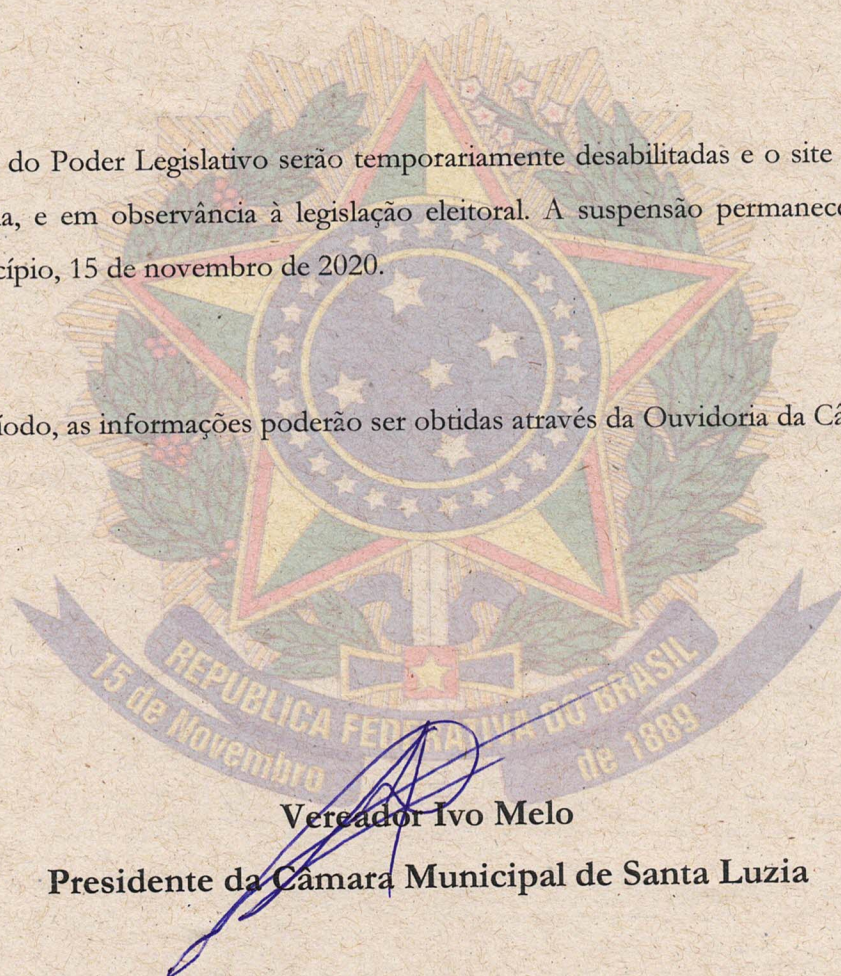 do Poder Legislativo serão temporariamente desabilitadas e o site
a, e em observância à legislação eleitoral. A suspensão permanec
cípio, 15 de novembro de 2020.
íodo, as informações poderão ser obtidas através da Ouvidoria da Câ
REPUBLICA FEDERATIVA DO BRASIL
15 de Novembro de 1889
Vereador Ivo Melo
Presidente da Câmara Municipal de Santa Luzia